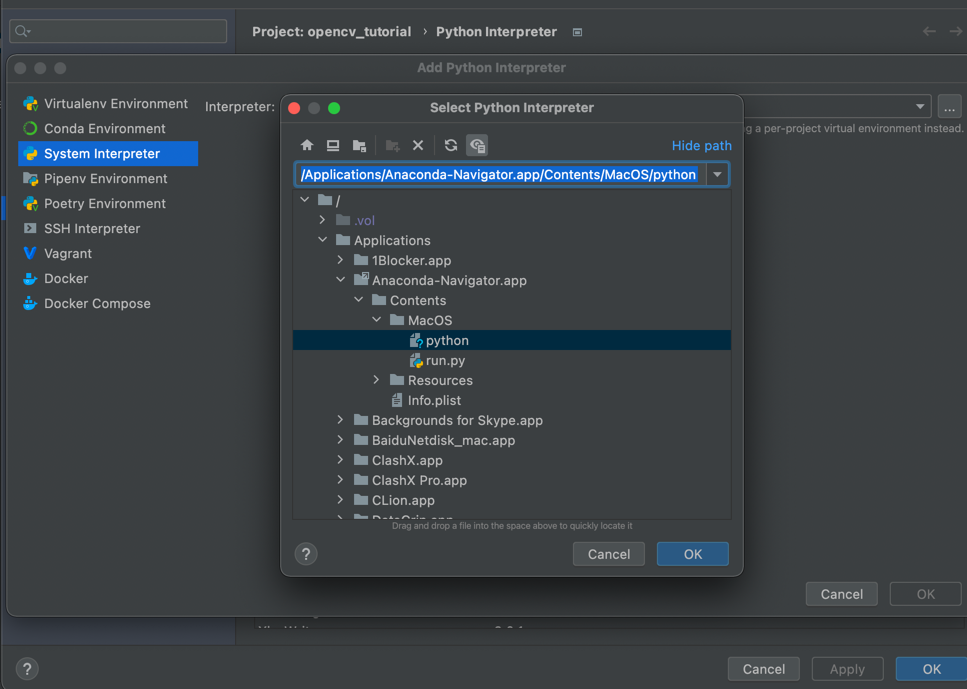 Project: opencv_tutorial › Python Interpreter
Add Python Interpreter
Virtualenv Environment
Conda Environment
System Interpreter
Pipenv Environment
Poetry Environment
SSH Interpreter
Vagrant
Docker
Docker Compose
Interpreter:
...
g a per-project virtual environment instead.
Select Python Interpreter
Hide path
/Applications/Anaconda-Navigator.app/Contents/MacOS/python
/
.vol
Applications
1Blocker.app
Anaconda-Navigator.app
Contents
MacOS
python
run.py
Resources
Info.plist
Backgrounds for Skype.app
BaiduNetdisk_mac.app
ClashX.app
ClashX Pro.app
CLion.app
Drag and drop a file into the space above to quickly locate it
? Cancel OK
Cancel OK
? Cancel Apply OK